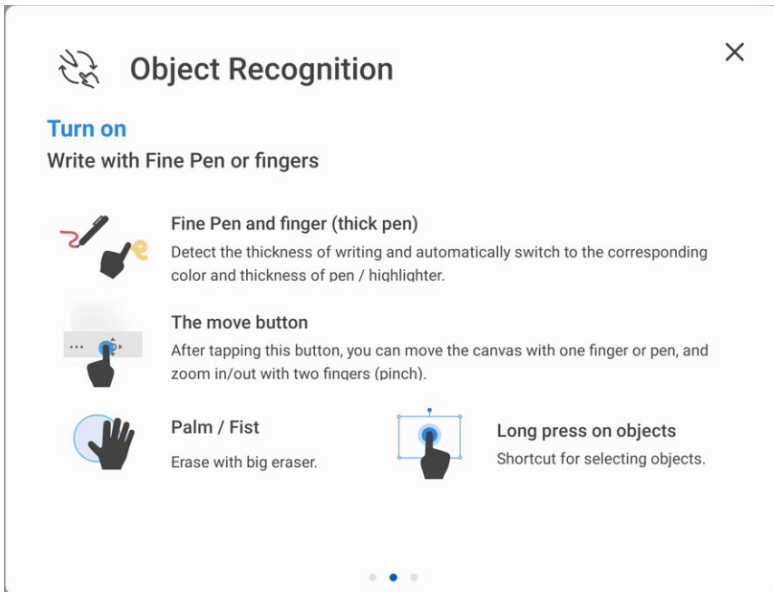 Object Recognition
Turn on
Write with Fine Pen or fingers
Fine Pen and finger (thick pen)
Detect the thickness of writing and automatically switch to the corresponding
color and thickness of pen / highlighter.
The move button
After tapping this button, you can move the canvas with one finger or pen, and
zoom in/out with two fingers (pinch).
Palm / Fist
Erase with big eraser.
Long press on objects
Shortcut for selecting objects.